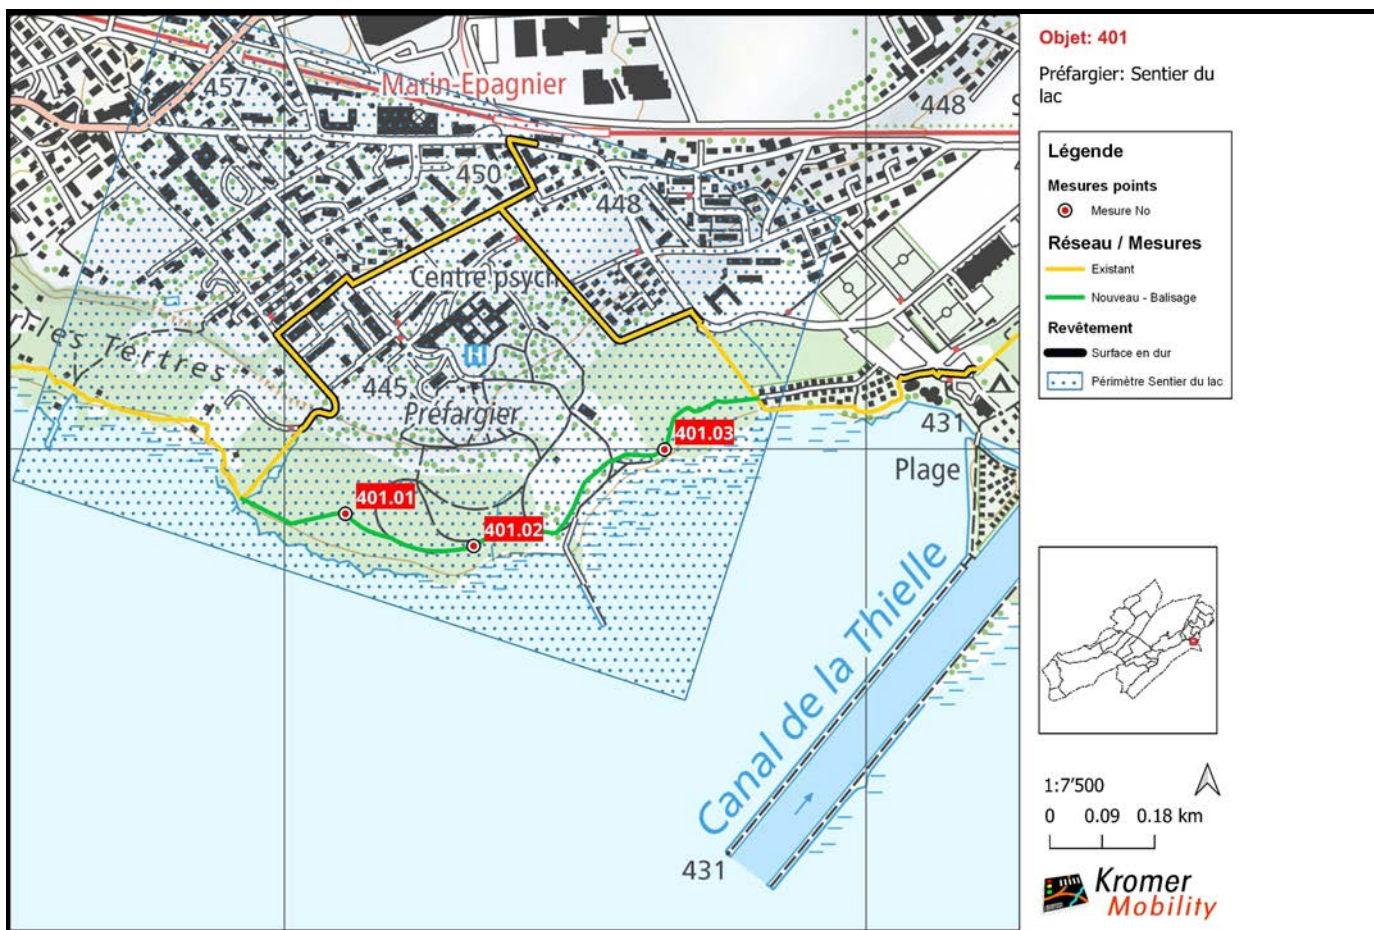 457
Marin-Epagnier
448
450
448
Centre psych
Les Tertres
445
Préfargier
431
401.03
Plage
401.01
401.02
Canal de la Thielle
431
Objet: 401
Préfargier: Sentier du
lac
Légende
Mesures points
Mesure No
Réseau / Mesures
Existant
Nouveau - Balisage
Revêtement
Surface en dur
Périmètre Sentier du lac
1:7'500
0 0.09 0.18 km
Kromer
Mobility